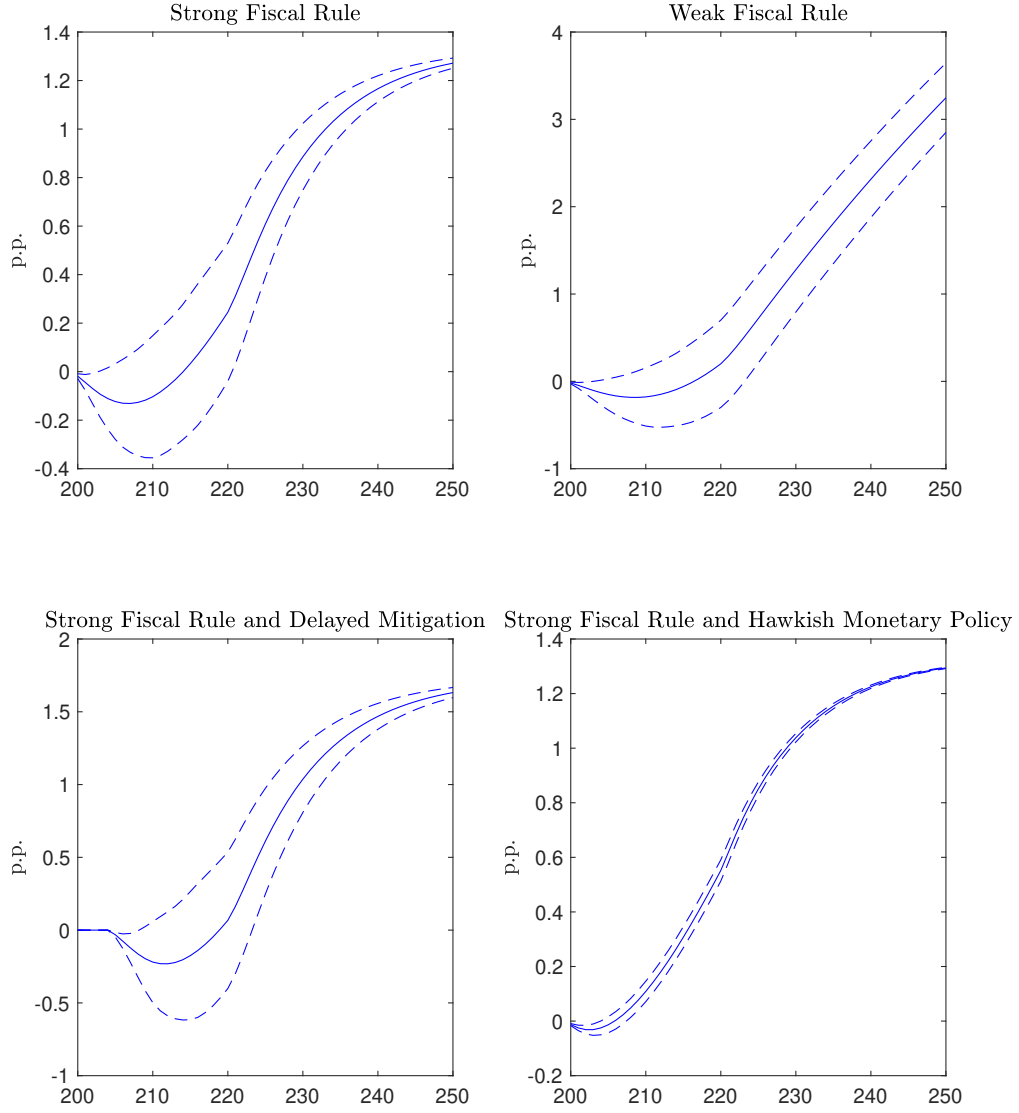 Strong Fiscal Rule
1.4
1.2
1
0.8
0.6
0.4
0.2
0
-0.2
-0.4
p.p.
200 210 220 230 240 250
Weak Fiscal Rule
4
3
2
1
0
-1
p.p.
200 210 220 230 240 250
Strong Fiscal Rule and Delayed Mitigation
2
1.5
1
0.5
0
-0.5
-1
p.p.
200 210 220 230 240 250
Strong Fiscal Rule and Hawkish Monetary Policy
1.4
1.2
1
0.8
0.6
0.4
0.2
0
-0.2
p.p.
200 210 220 230 240 250